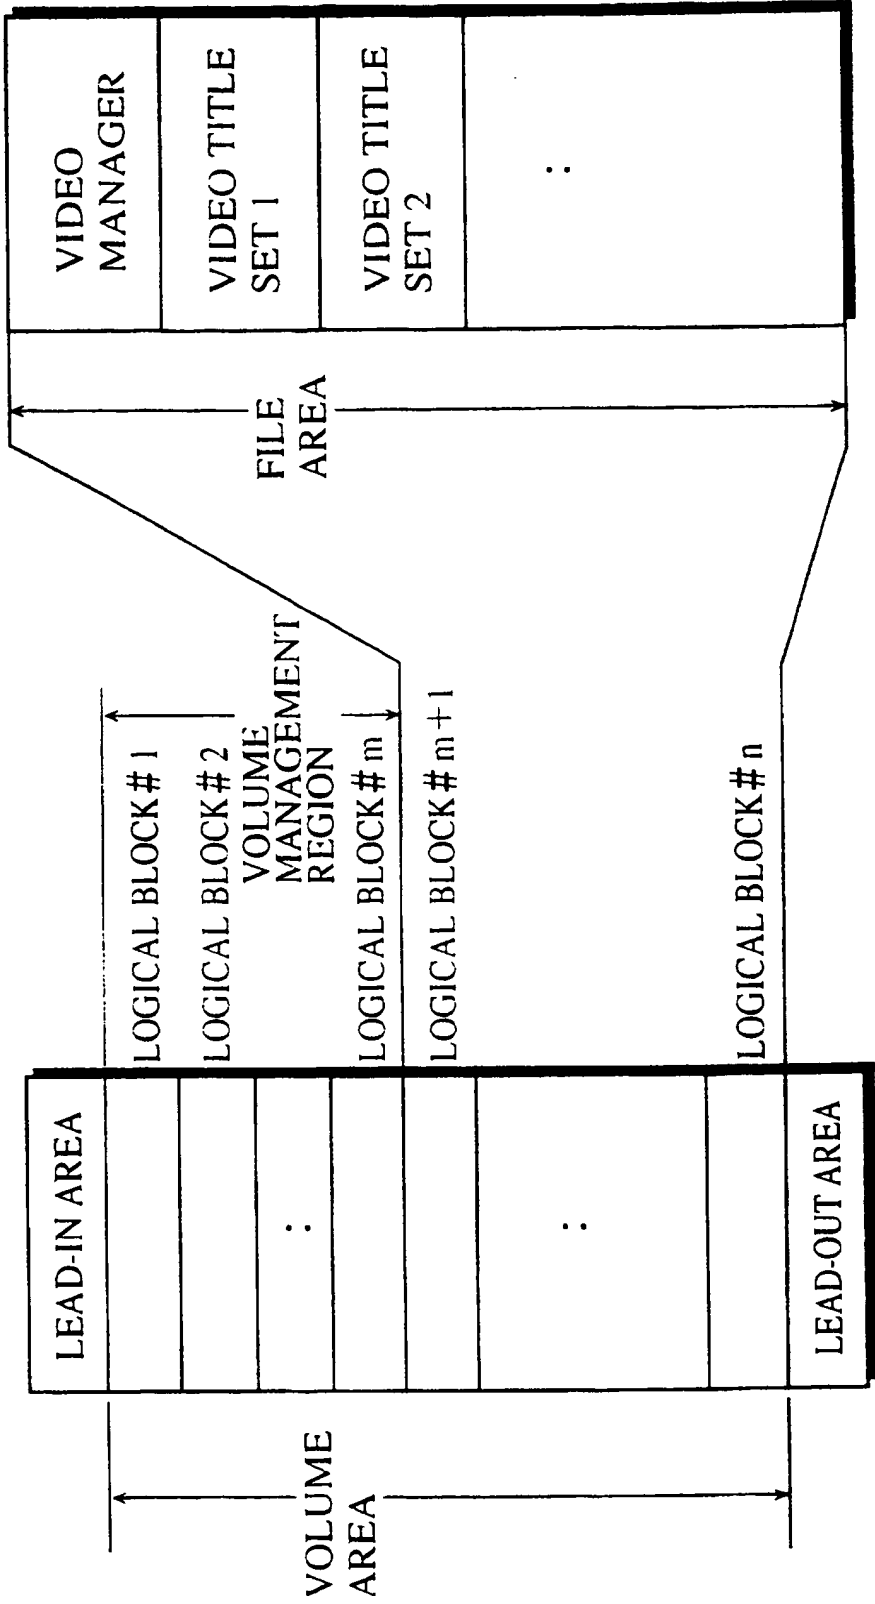 VOLUME
AREA
LEAD-IN AREA
:
:
LEAD-OUT AREA
LOGICAL BLOCK#1
LOGICAL BLOCK#2
VOLUME
MANAGEMENT
REGION
LOGICAL BLOCK#m
LOGICAL BLOCK#m+1
LOGICAL BLOCK#n
FILE
AREA
VIDEO
MANAGER
VIDEO TITLE
SET 1
VIDEO TITLE
SET 2
: